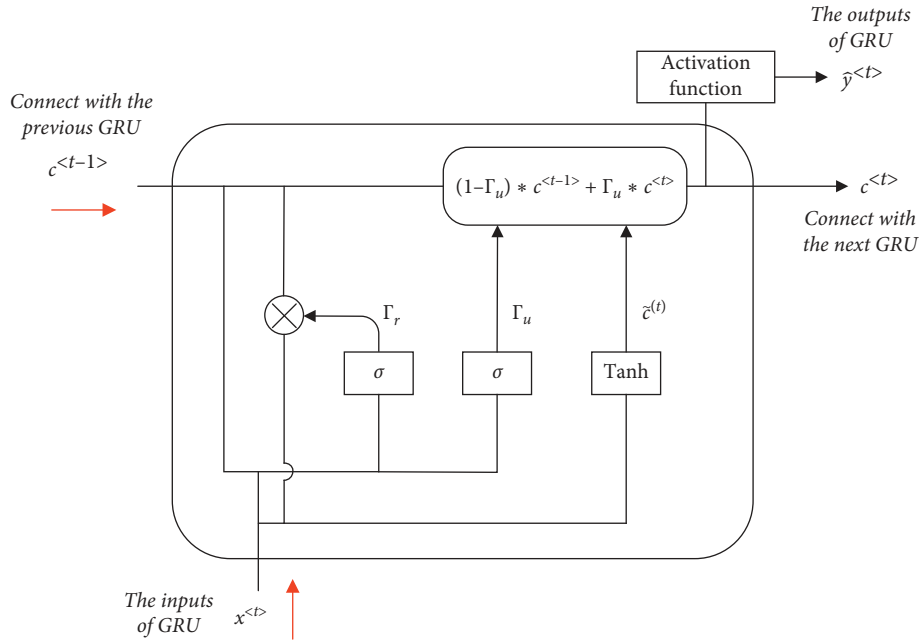 The outputs
of GRU
Activation
function
ŷ<t>
Connect with the
previous GRU
c<t–1>
(1–Γu) * c<t–1> + Γu * c<t>
c<t>
Connect with
the next GRU
Γr
Γu
c̃(t)
σ
σ
Tanh
The inputs
of GRU
x<t>